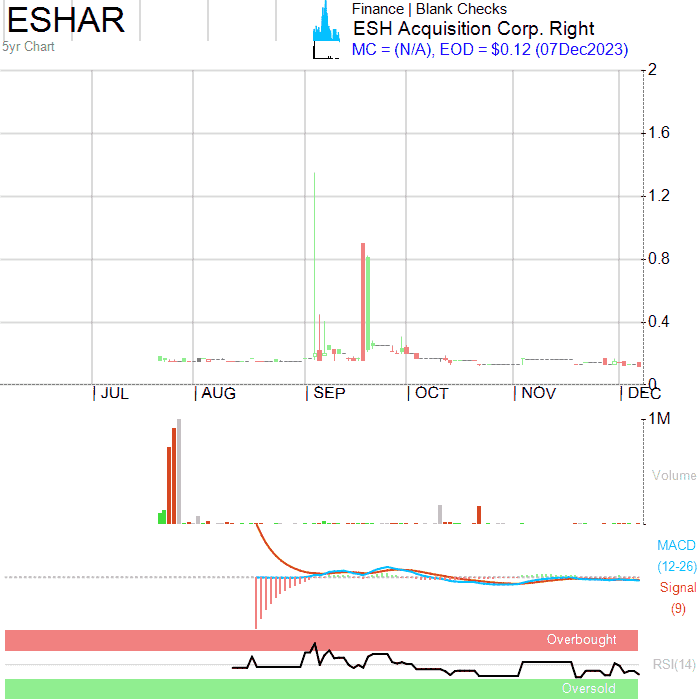 ESHAR
5yr Chart
Finance | Blank Checks
ESH Acquisition Corp. Right
MC = (N/A), EOD = $0.12 (07Dec2023)
2
1.6
1.2
0.8
0.4
0
JUL AUG SEP OCT NOV DEC
1M
Volume
MACD
(12-26)
Signal
(9)
Overbought
RSI(14)
Oversold